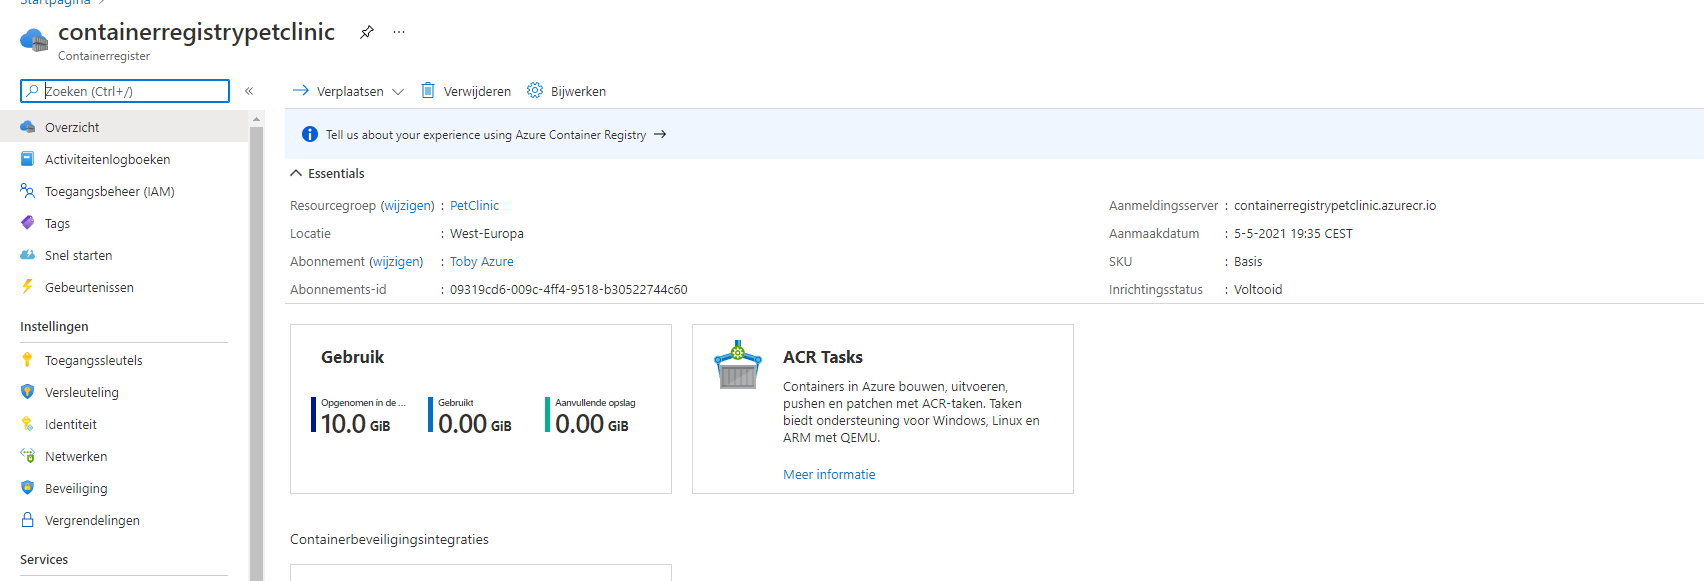 Startpagina >
containerregistrypetclinic
Containerregister
Zoeken (Ctrl+/)
Verplaatsen
Verwijderen
Bijwerken
Overzicht
Activiteitenlogboeken
Toegangsbeheer (IAM)
Tags
Snel starten
Gebeurtenissen
Instellingen
Toegangssleutels
Versleuteling
Identiteit
Netwerken
Beveiliging
Vergrendelingen
Services
Tell us about your experience using Azure Container Registry →
Essentials
Resourcegroep (wijzigen) : PetClinic
Locatie : West-Europa
Abonnement (wijzigen) : Toby Azure
Abonnements-id : 09319cd6-009c-4ff4-9518-b30522744c60
Aanmeldingsserver : containerregistrypetclinic.azurecr.io
Aanmaakdatum : 5-5-2021 19:35 CEST
SKU : Basis
Inrichtingsstatus : Voltooid
Gebruik
Opgenomen in de ...
10.0 GiB
Gebruikt
0.00 GiB
Aanvullende opslag
0.00 GiB
ACR Tasks
Containers in Azure bouwen, uitvoeren,
pushen en patchen met ACR-taken. Taken
biedt ondersteuning voor Windows, Linux en
ARM met QEMU.
Meer informatie
Containerbeveiligingsintegraties